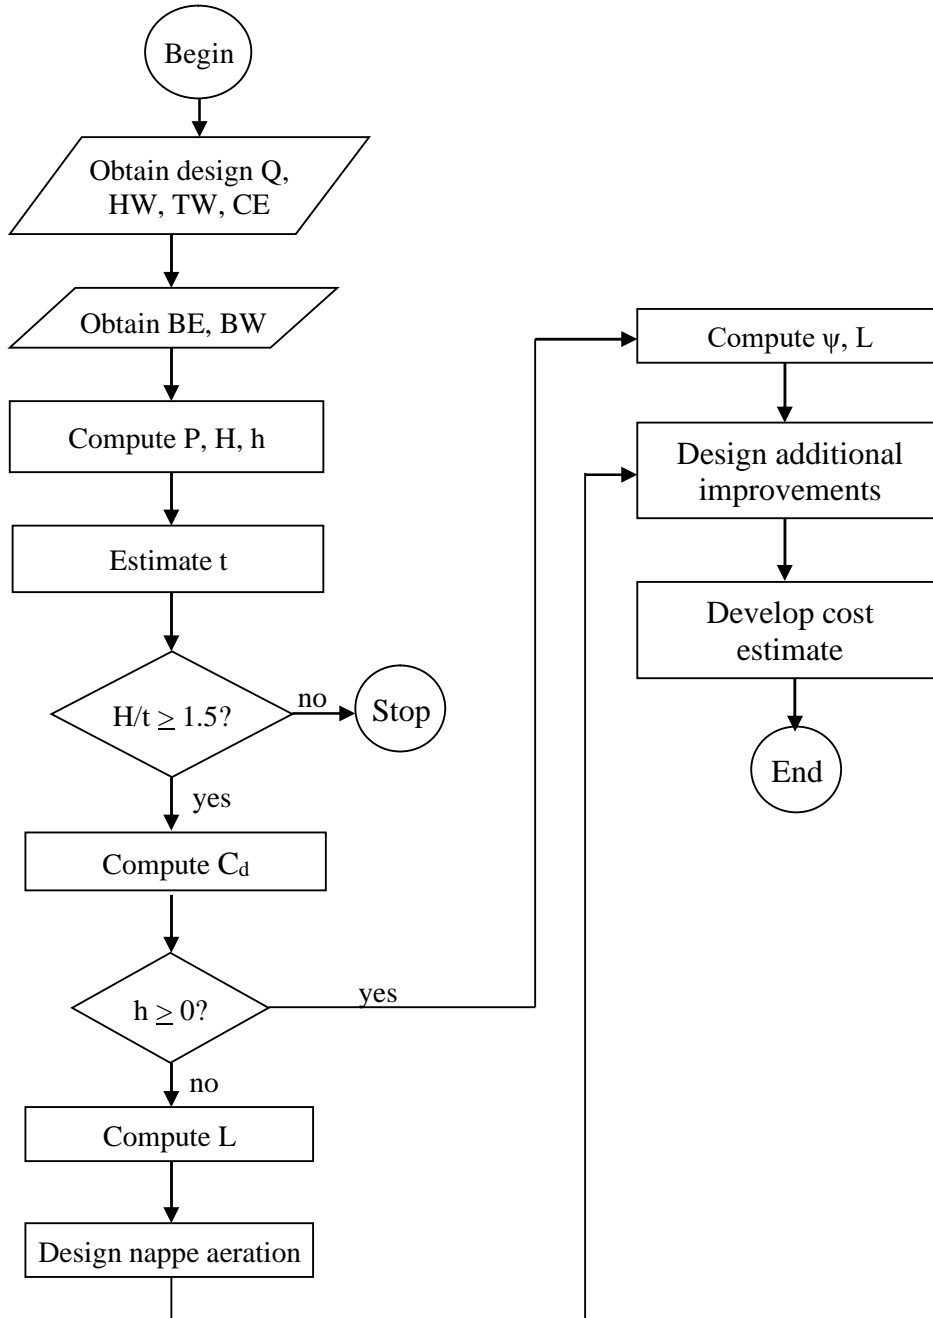 Begin
Obtain design Q,
HW, TW, CE
Obtain BE, BW
Compute P, H, h
Estimate t
H/t ≥ 1.5?
no
Stop
yes
Compute Cd
h ≥ 0?
yes
no
Compute L
Design nappe aeration
Compute ψ, L
Design additional
improvements
Develop cost
estimate
End